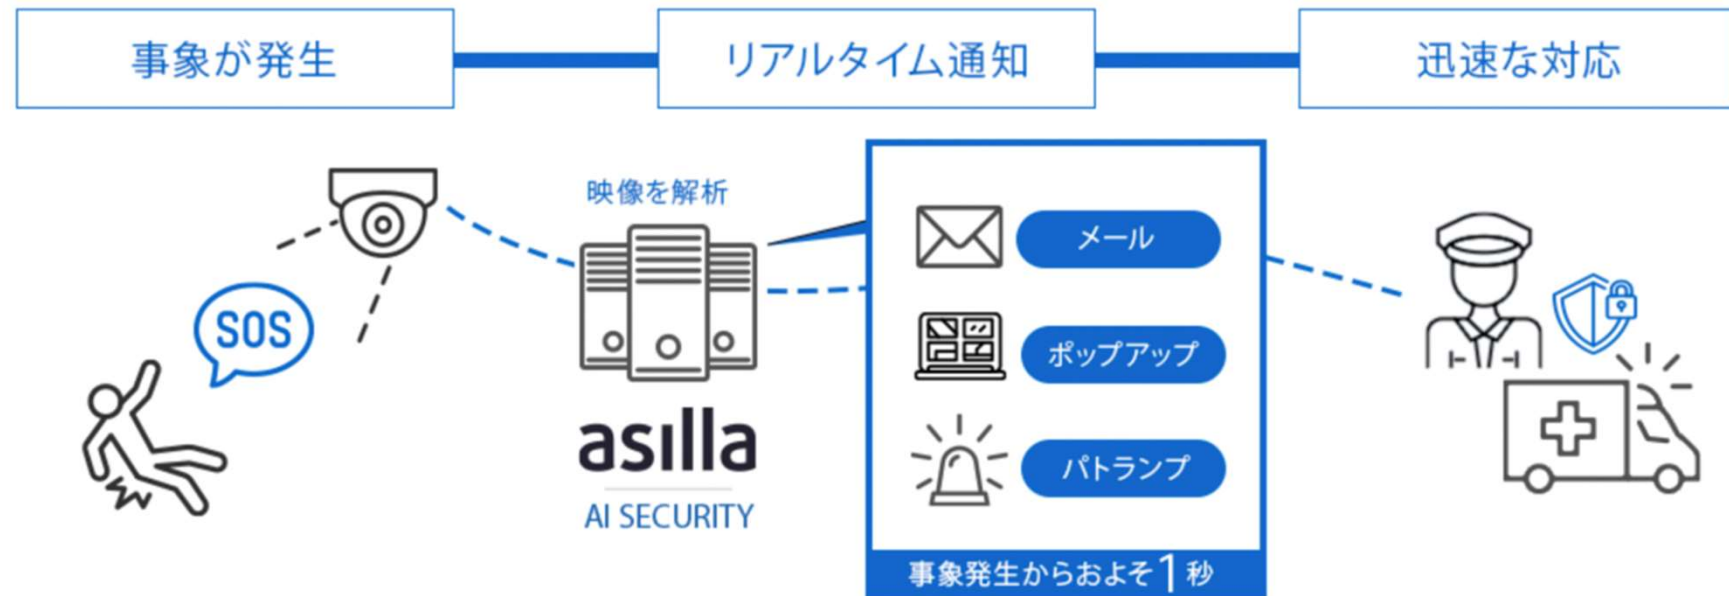 事象が発生
リアルタイム通知
迅速な対応
映像を解析
SOS
メール
ポップアップ
パトランプ
asilla
AI SECURITY
事象発生からおよそ1秒